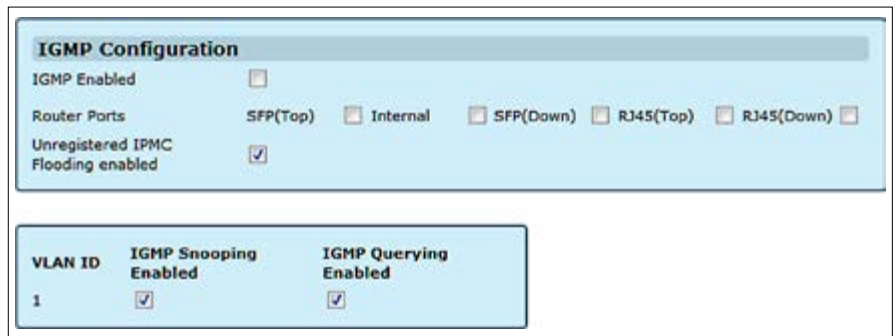 IGMP Configuration
IGMP Enabled
Router Ports SFP(Top) Internal SFP(Down) RJ45(Top) RJ45(Down)
Unregistered IPMC
Flooding enabled
VLAN ID IGMP Snooping Enabled IGMP Querying Enabled
1